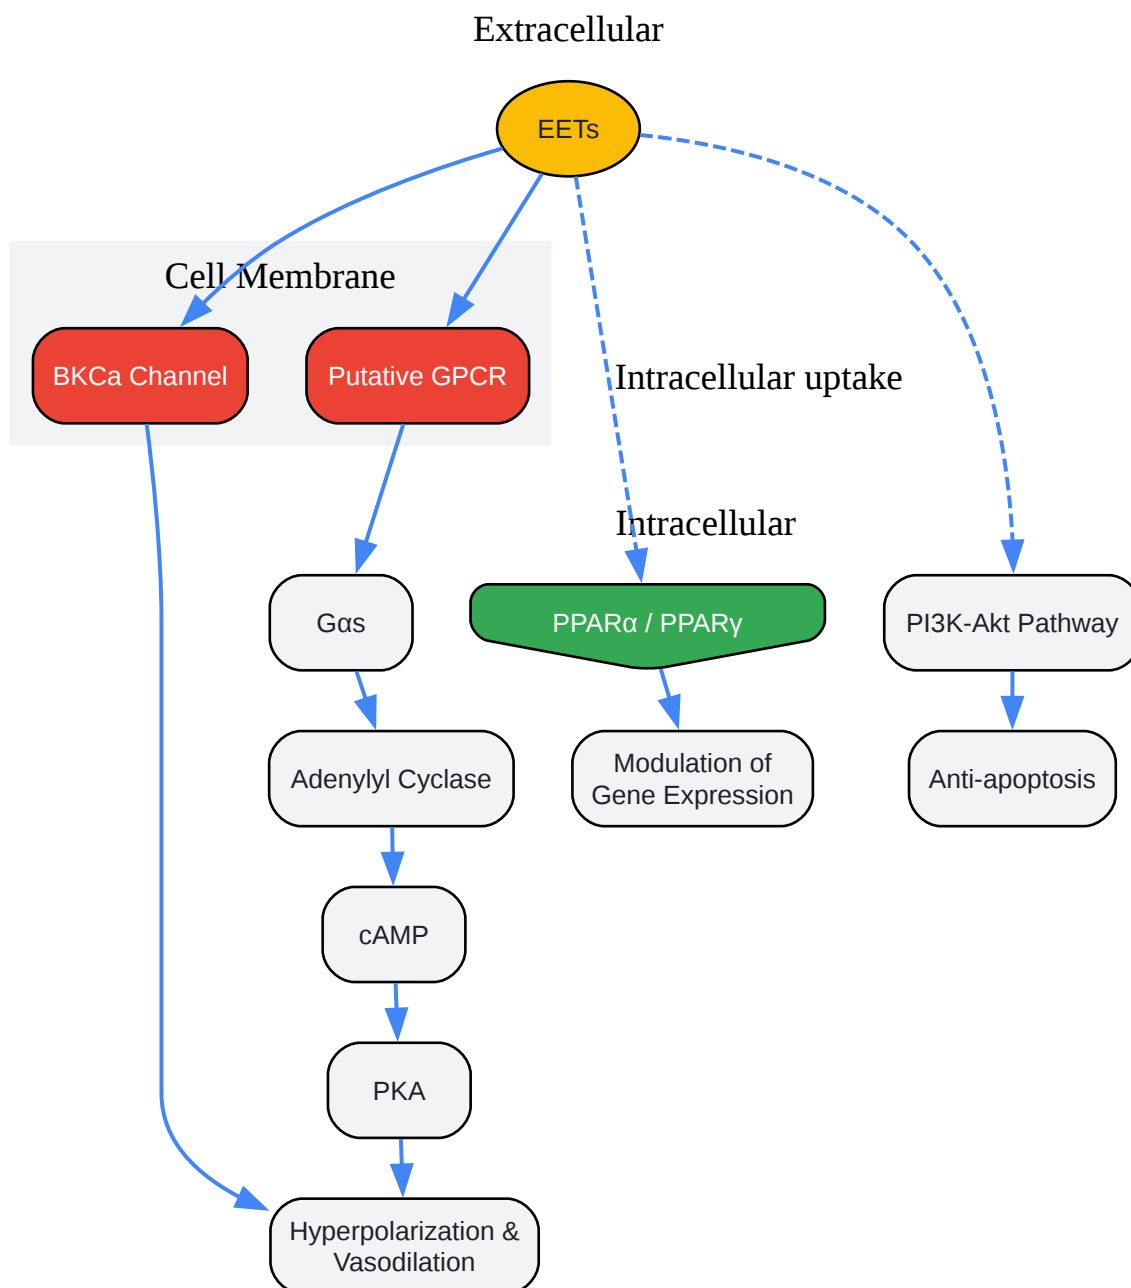 Extracellular
EETs
Cell Membrane
BKCa Channel
Putative GPCR
Intracellular uptake
Intracellular
Gαs
PPARα / PPARγ
PI3K-Akt Pathway
Adenylyl Cyclase
Modulation of
Gene Expression
Anti-apoptosis
cAMP
PKA
Hyperpolarization &
Vasodilation